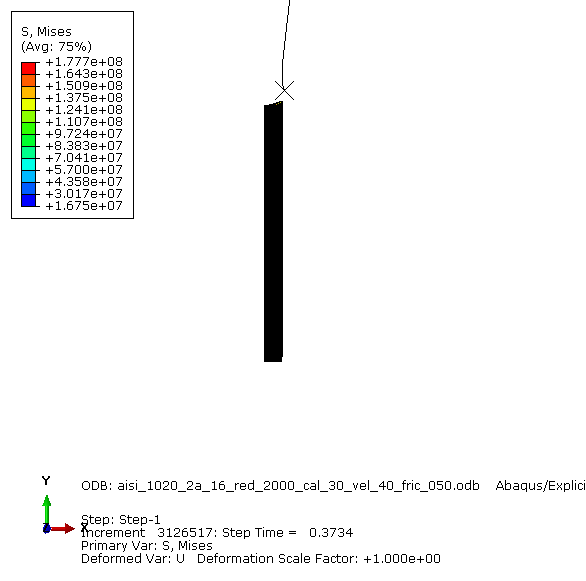 S, Mises
(Avg: 75%)
+1.777e+08
+1.643e+08
+1.509e+08
+1.375e+08
+1.241e+08
+1.107e+08
+9.724e+07
+8.383e+07
+7.041e+07
+5.700e+07
+4.358e+07
+3.017e+07
+1.675e+07
Y
X
ODB: aisi_1020_2a_16_red_2000_cal_30_vel_40_fric_050.odb Abaqus/Explici
Step: Step-1
Increment 3126517: Step Time = 0.3734
Primary Var: S, Mises
Deformed Var: U Deformation Scale Factor: +1.000e+00